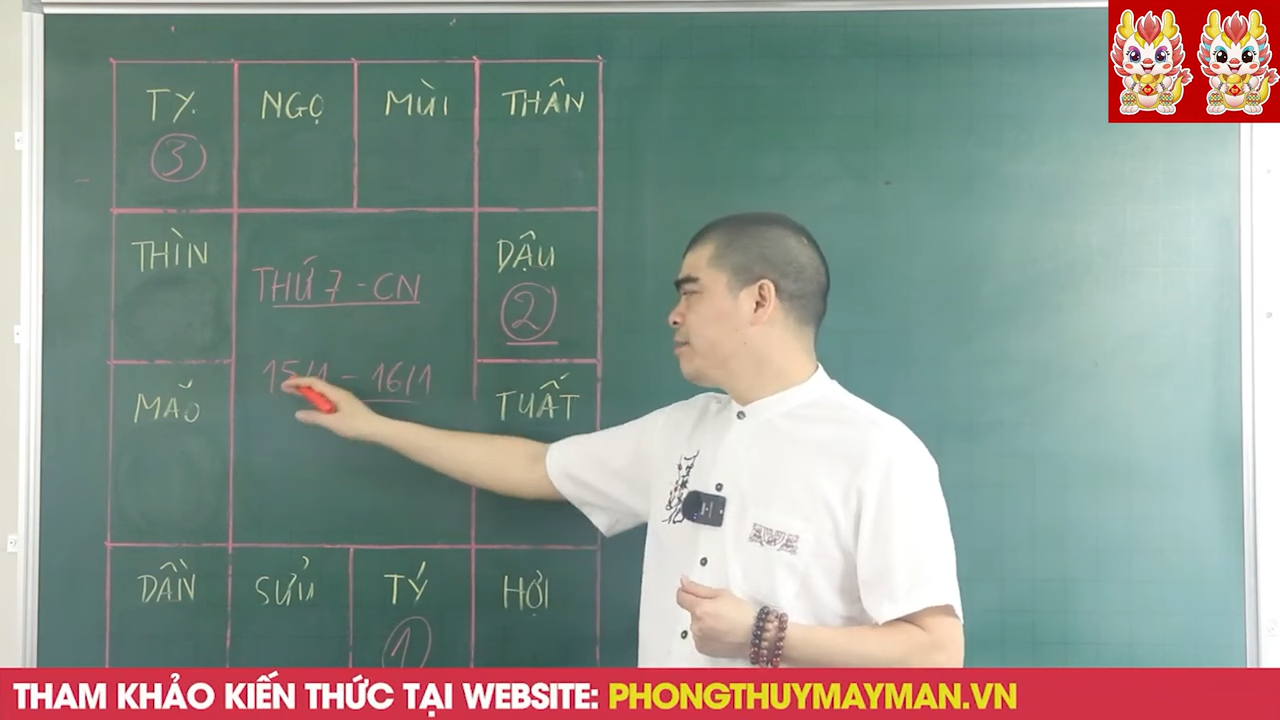 TỴ
NGỌ
MÙI
THÂN
3
THÌN
DẬU
2
THỨ 7 - CN
15/1 - 16/1
MÃO
TUẤT
DẦN
SỬU
TÝ
HỢI
1
THAM KHẢO KIẾN THỨC TẠI WEBSITE: PHONGTHUYMAYMAN.VN